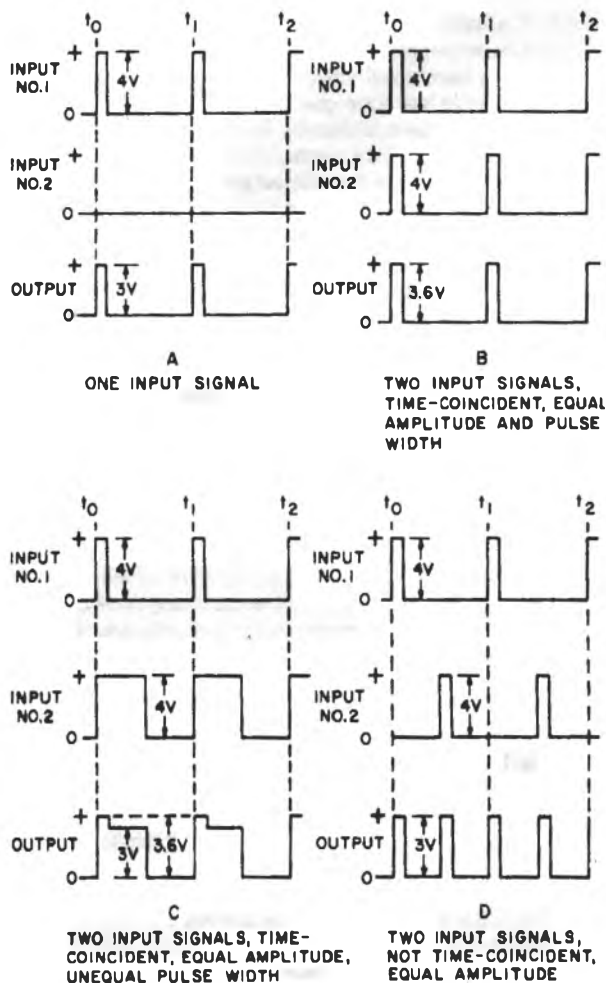 t0 t1 t2
INPUT NO.1 + 0 4V
INPUT NO.2 + 0
OUTPUT + 0 3V
A
ONE INPUT SIGNAL
t0 t1 t2
INPUT NO.1 + 0 4V
INPUT NO.2 + 0 4V
OUTPUT + 0 3.6V
B
TWO INPUT SIGNALS,
TIME-COINCIDENT, EQUAL
AMPLITUDE AND PULSE
WIDTH
t0 t1 t2
INPUT NO.1 + 0 4V
INPUT NO.2 + 0 4V
OUTPUT + 0 3V 3.6V
C
TWO INPUT SIGNALS, TIME-
COINCIDENT, EQUAL AMPLITUDE,
UNEQUAL PULSE WIDTH
t0 t1 t2
INPUT NO.1 + 0 4V
INPUT NO.2 + 0 4V
OUTPUT + 0 3V
D
TWO INPUT SIGNALS,
NOT TIME-COINCIDENT,
EQUAL AMPLITUDE